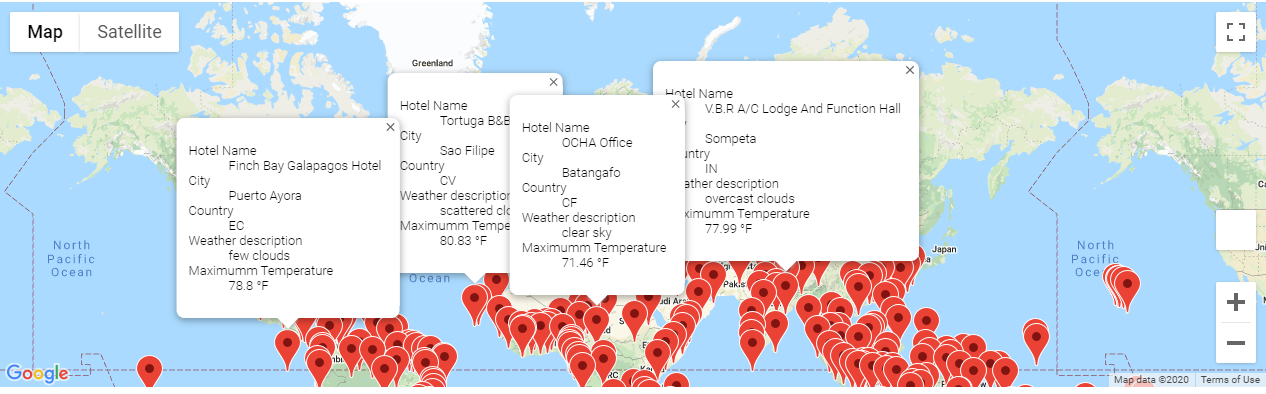 Map
Satellite
Greenland
Hotel Name
Finch Bay Galapagos Hotel
City
Puerto Ayora
Country
EC
Weather description
few clouds
Maximumm Temperature
78.8 °F
Hotel Name
Tortuga B&B
City
Sao Filipe
Country
CV
Weather description
scattered clo
Maximumm Tempe
80.83 °F
Hotel Name
OCHA Office
City
Batangafo
Country
CF
Weather description
clear sky
Maximumm Temperature
71.46 °F
Hotel Name
V.B.R A/C Lodge And Function Hall
Sompeta
untry
IN
ather description
overcast clouds
ximumm Temperature
77.99 °F
North
Pacific
Ocean
Ocean
Japan
North
Pacific
Google
Map data ©2020
Terms of Use